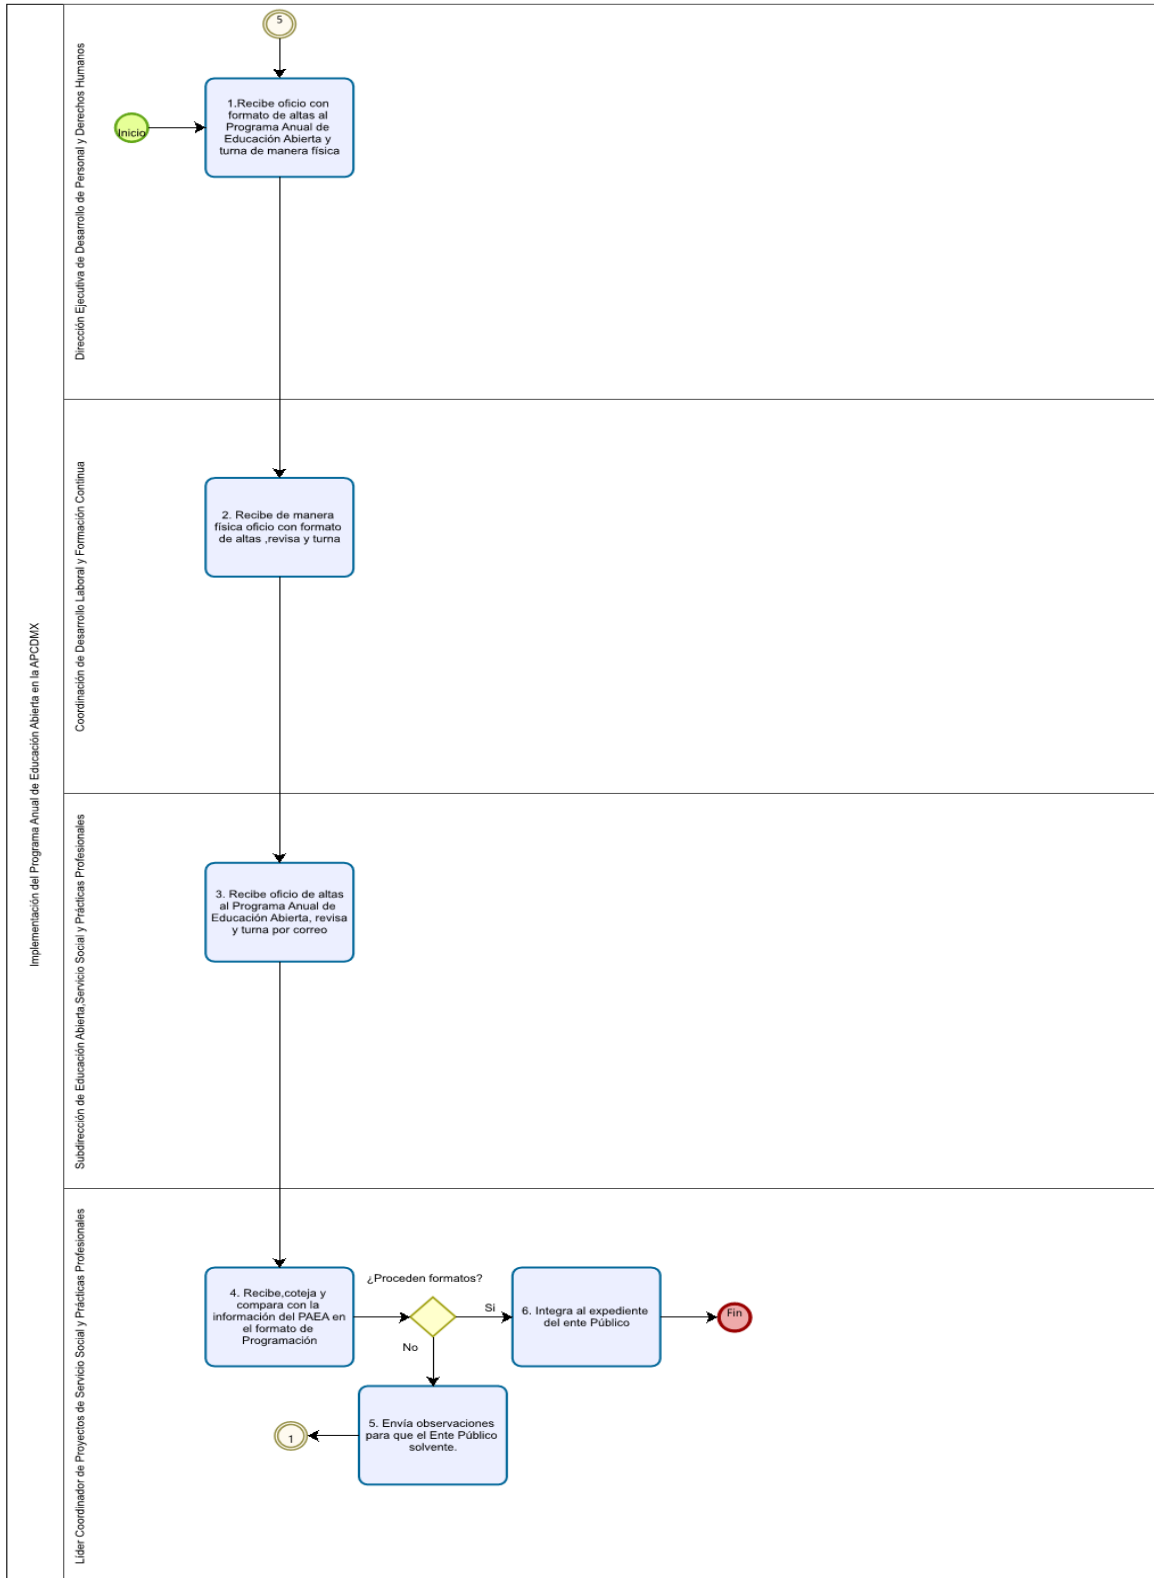 Implementación del Programa Anual de Educación Abierta en la APCDMX
Dirección Ejecutiva de Desarrollo de Personal y Derechos Humanos
5
Inicio
1.Recibe oficio con
formato de altas al
Programa Anual de
Educación Abierta y
turna de manera física
Coordinación de Desarrollo Laboral y Formación Continua
2. Recibe de manera
física oficio con formato
de altas ,revisa y turna
Subdirección de Educación Abierta,Servicio Social y Prácticas Profesionales
3. Recibe oficio de altas
al Programa Anual de
Educación Abierta, revisa
y turna por correo
Líder Coordinador de Proyectos de Servicio Social y Prácticas Profesionales
4. Recibe,coteja y
compara con la
información del PAEA en
el formato de
Programación
¿Proceden formatos?
Si
No
6. Integra al expediente
del ente Público
Fin
5. Envía observaciones
para que el Ente Público
solvente.
1